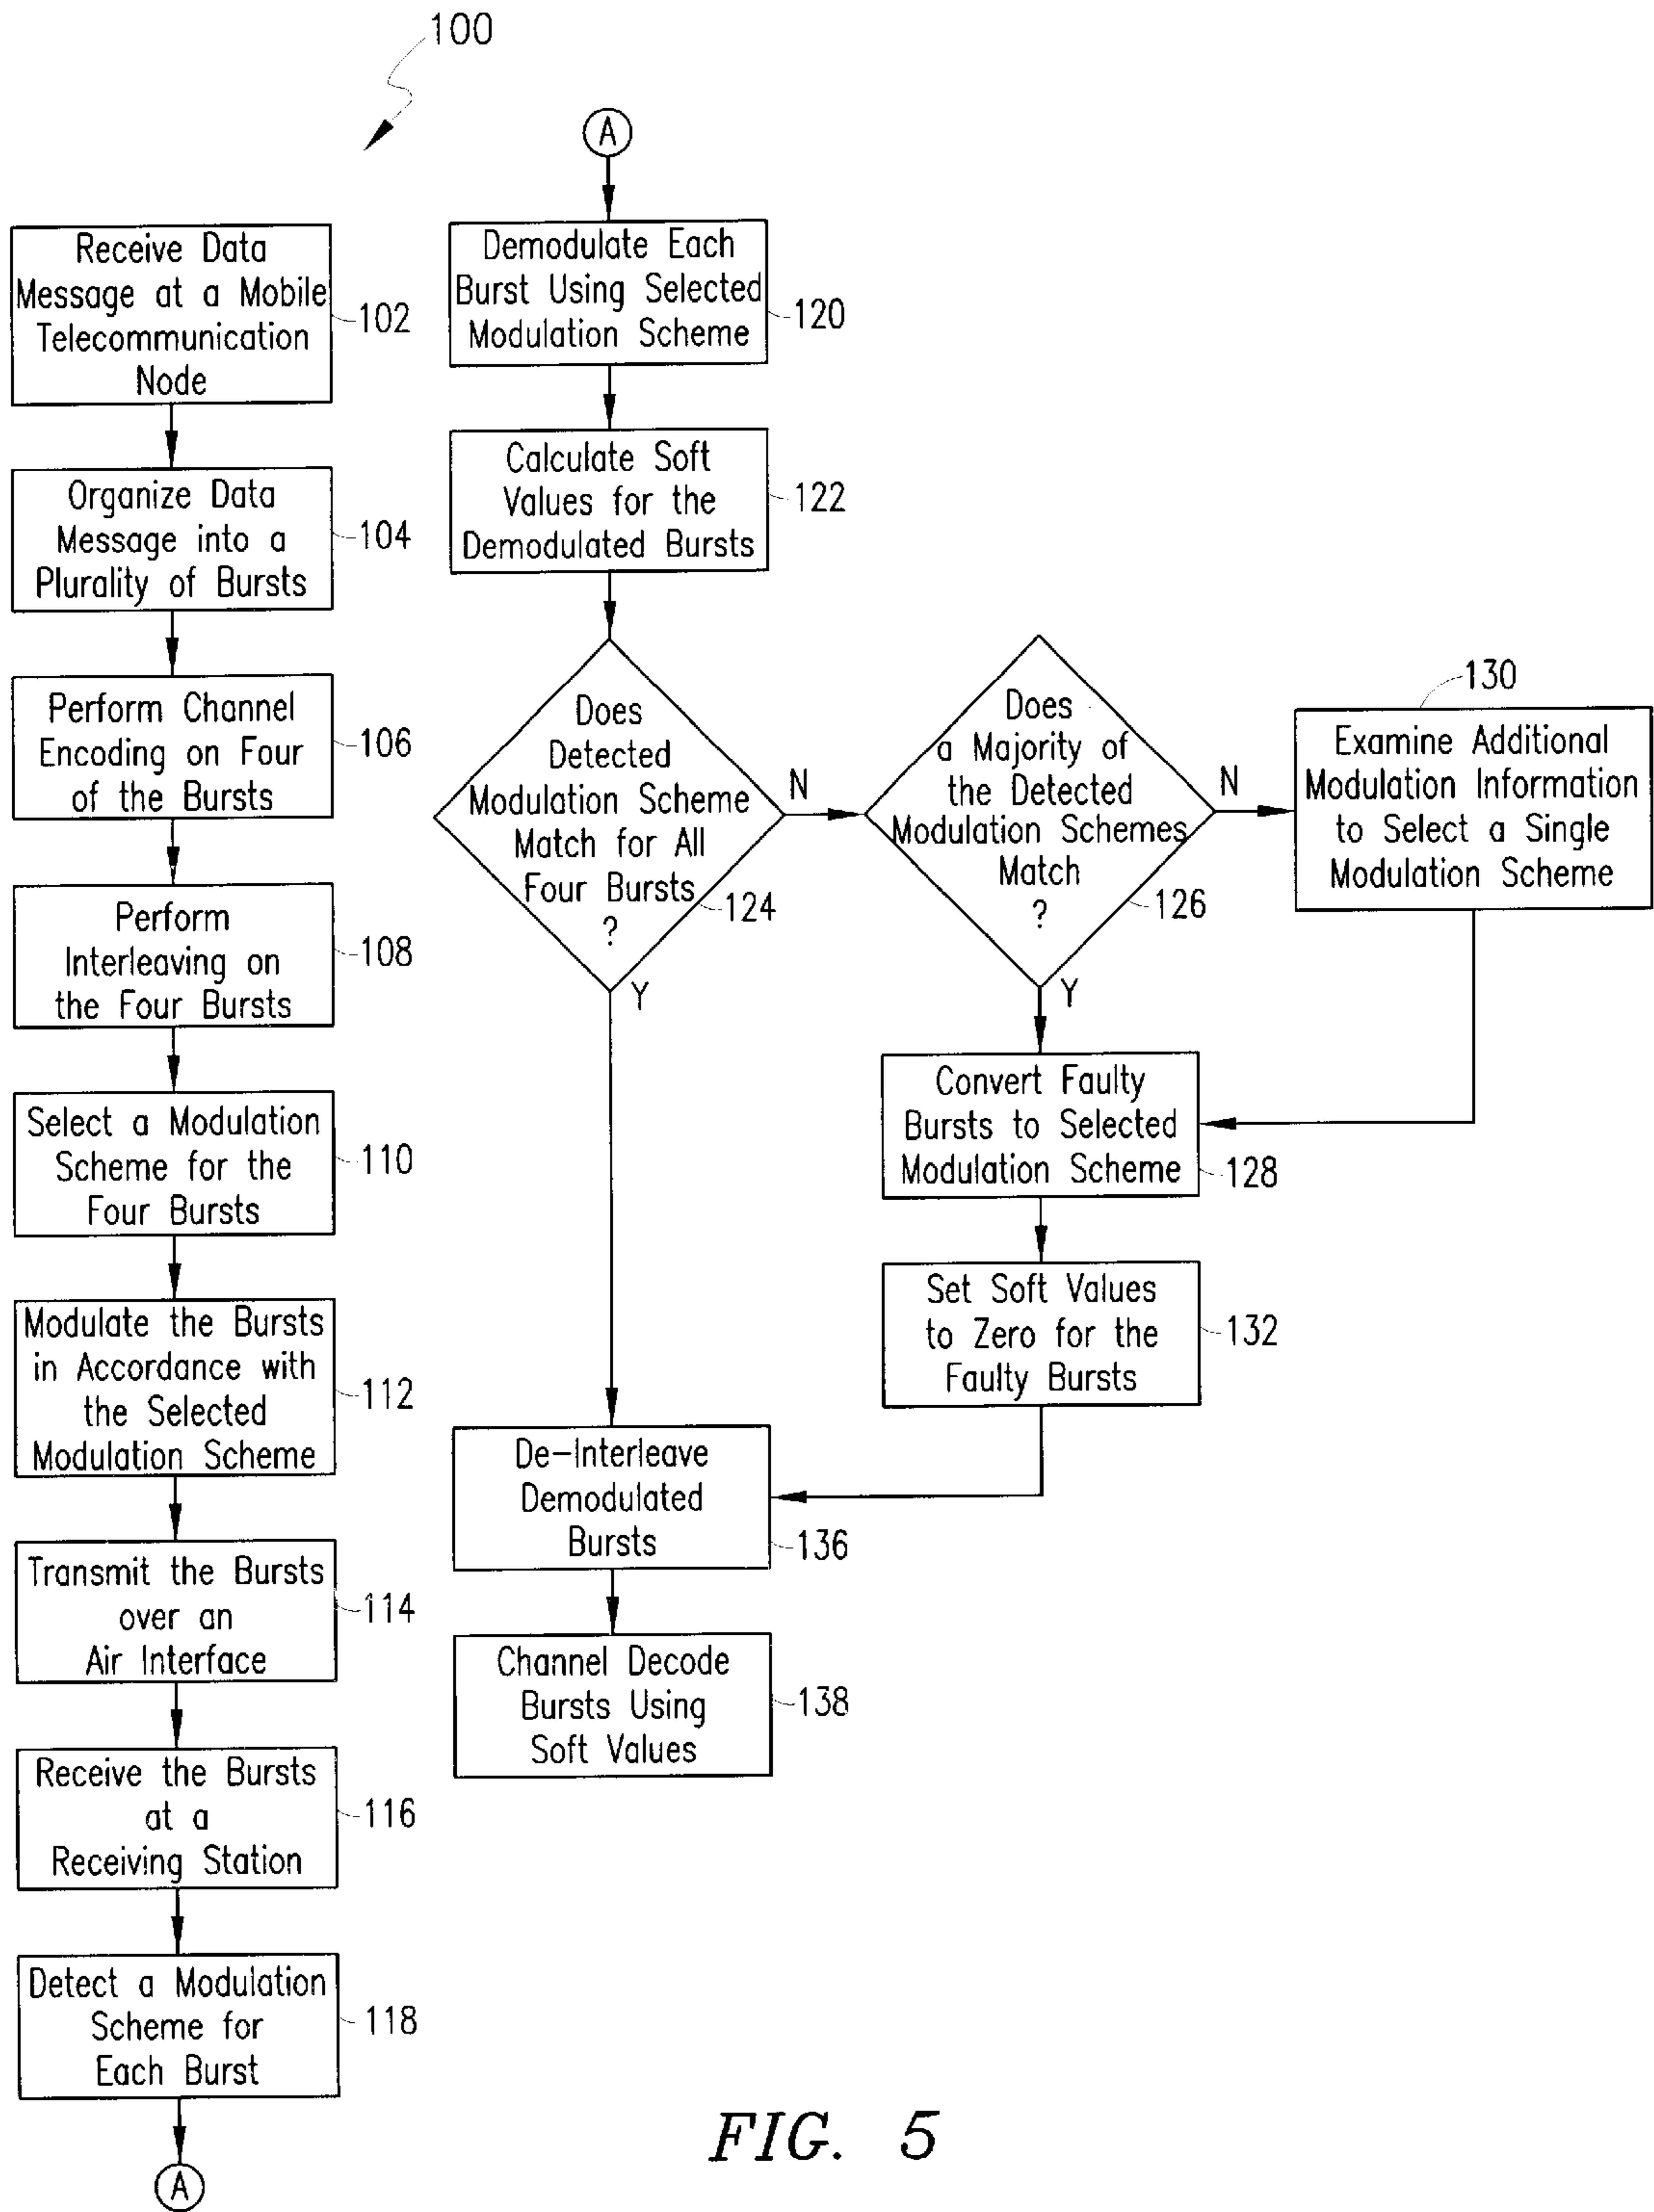 100
Receive Data
Message at a Mobile
Telecommunication
Node
102
Organize Data
Message into a
Plurality of Bursts
104
Perform Channel
Encoding on Four
of the Bursts
106
Perform
Interleaving on
the Four Bursts
108
Select a Modulation
Scheme for the
Four Bursts
110
Modulate the Bursts
in Accordance with
the Selected
Modulation Scheme
112
Transmit the Bursts
over an
Air Interface
114
Receive the Bursts
at a
Receiving Station
116
Detect a Modulation
Scheme for
Each Burst
118
A
A
Demodulate Each
Burst Using Selected
Modulation Scheme
120
Calculate Soft
Values for the
Demodulated Bursts
122
Does
Detected
Modulation Scheme
Match for All
Four Bursts
?
124
N
Y
Does
a Majority of
the Detected
Modulation Schemes
Match
?
126
N
Y
130
Examine Additional
Modulation Information
to Select a Single
Modulation Scheme
Convert Faulty
Bursts to Selected
Modulation Scheme
128
Set Soft Values
to Zero for the
Faulty Bursts
132
De-Interleave
Demodulated
Bursts
136
Channel Decode
Bursts Using
Soft Values
138
FIG. 5